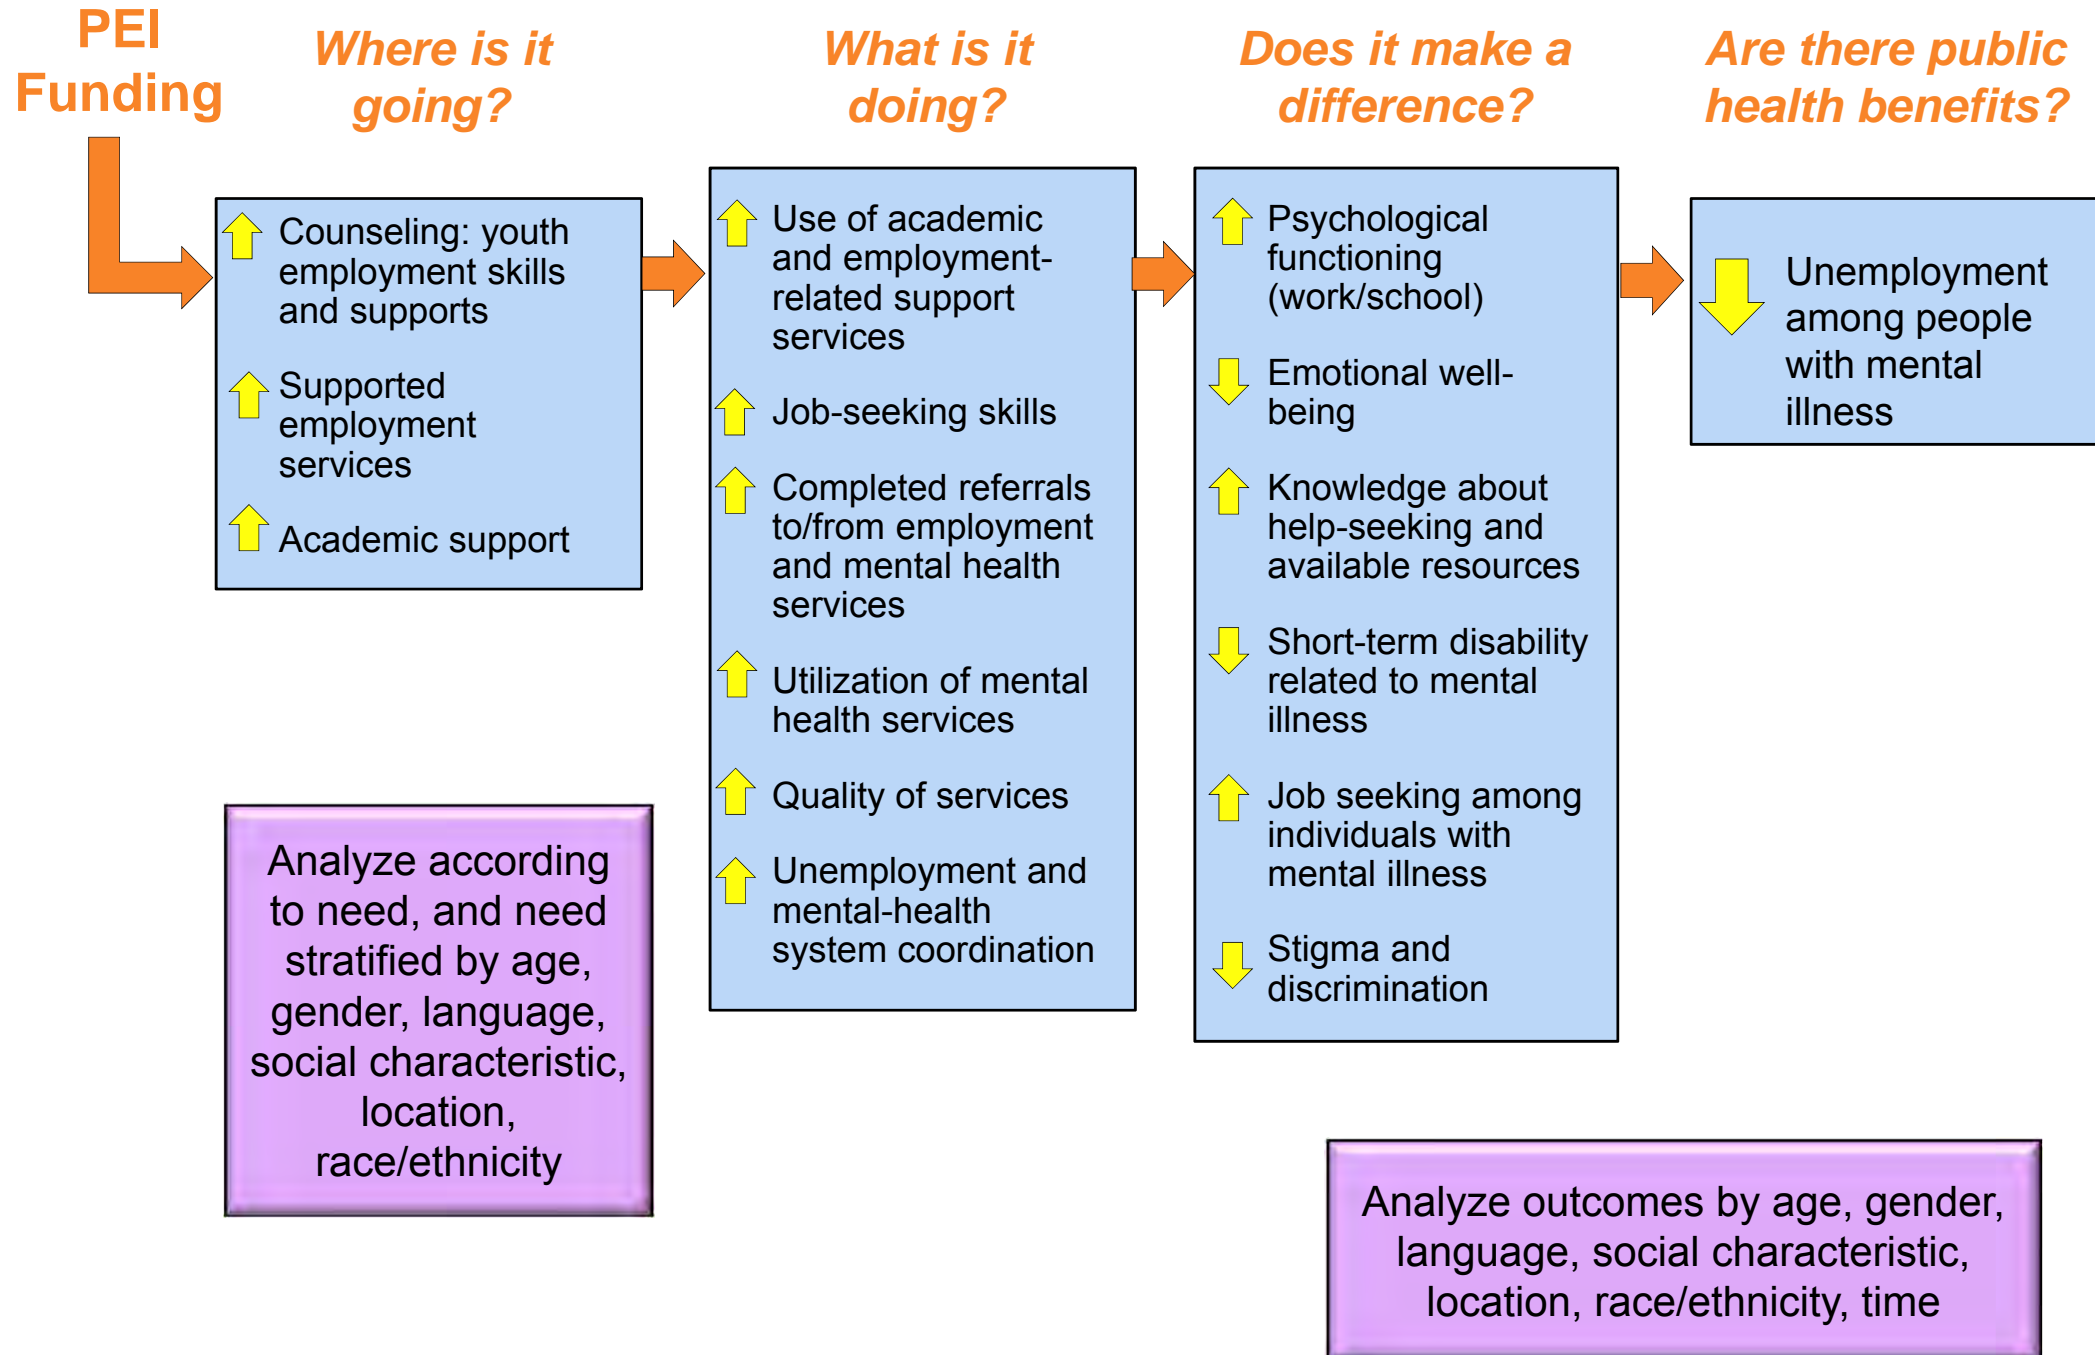 PEI
Funding
Where is it
going?
What is it
doing?
Does it make a
difference?
Are there public
health benefits?
Counseling: youth
employment skills
and supports
Supported
employment
services
Academic support
Use of academic
and employment-
related support
services
Job-seeking skills
Completed referrals
to/from employment
and mental health
services
Utilization of mental
health services
Quality of services
Unemployment and
mental-health
system coordination
Psychological
functioning
(work/school)
Emotional well-
being
Knowledge about
help-seeking and
available resources
Short-term disability
related to mental
illness
Job seeking among
individuals with
mental illness
Stigma and
discrimination
Unemployment
among people
with mental
illness
Analyze according
to need, and need
stratified by age,
gender, language,
social characteristic,
location,
race/ethnicity
Analyze outcomes by age, gender,
language, social characteristic,
location, race/ethnicity, time